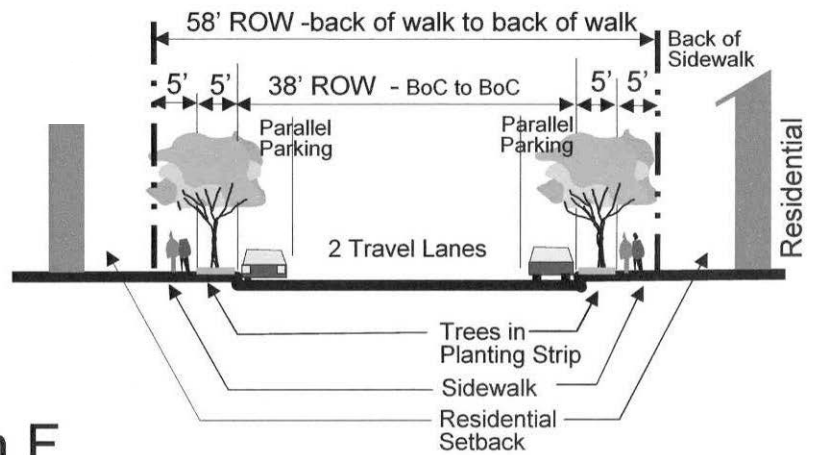 58’ ROW -back of walk to back of walk
Back of
Sidewalk
5’ 5’ 38’ ROW - BoC to BoC 5’ 5’
Parallel
Parking
Parallel
Parking
Residential
2 Travel Lanes
Trees in
Planting Strip
Sidewalk
Residential
Setback